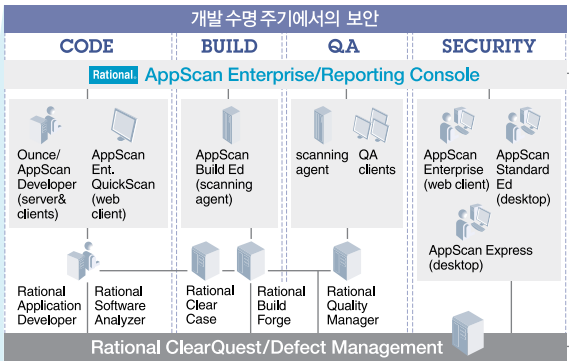 개발 수명 주기에서의 보안
CODE
BUILD
Q.A
SECURITY
Rational. AppScan Enterprise/Reporting Console
Ounce/
AppScan
Developer
(server&
clients)
AppScan
Ent.
QuickScan
(web
client)
AppScan
Build Ed
(scanning
agent)
scanning
agent
QA
clients
AppScan
Enterprise
(web client)
AppScan
Standard
Ed
(desktop)
AppScan Express
(desktop)
Rational
Application
Developer
Rational
Software
Analyzer
Rational
Clear
Case
Rational
Build
Forge
Rational
Quality
Manager
Rational ClearQuest/Defect Management